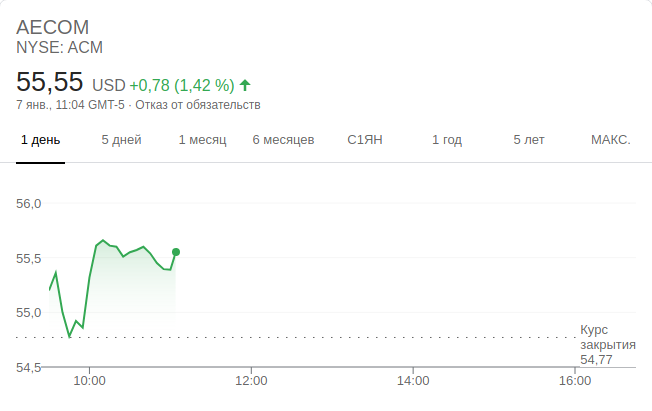 AECOM
NYSE: ACM
55,55 USD +0,78 (1,42 %)
7 янв., 11:04 GMT-5 · Отказ от обязательств
1 день 5 дней 1 месяц 6 месяцев С1ЯН 1 год 5 лет МАКС.
56,0
55,5
55,0
Курс
закрытия
54,77
54,5
10:00 12:00 14:00 16:00